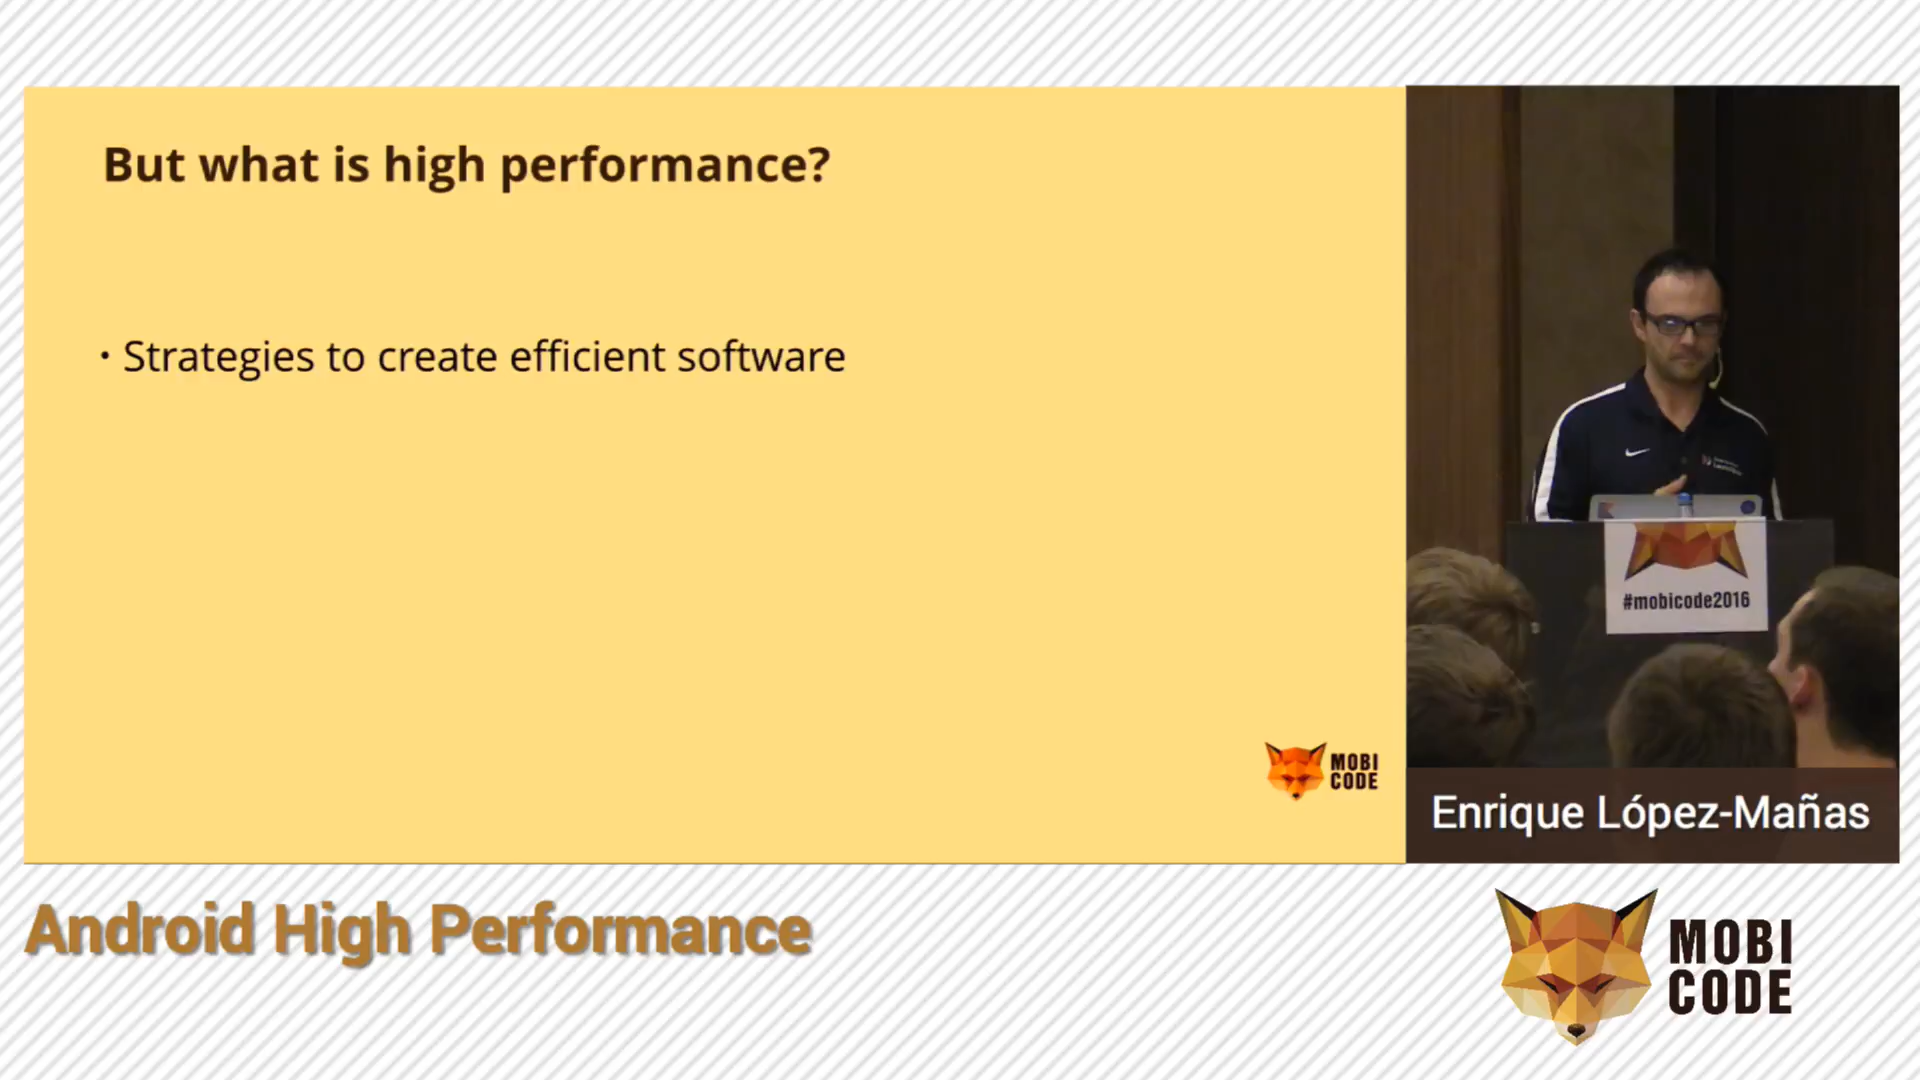 But what is high performance?
· Strategies to create efficient software
MOBI
CODE
#mobicode2016
Enrique López-Mañas
Android High Performance
MOBI
CODE